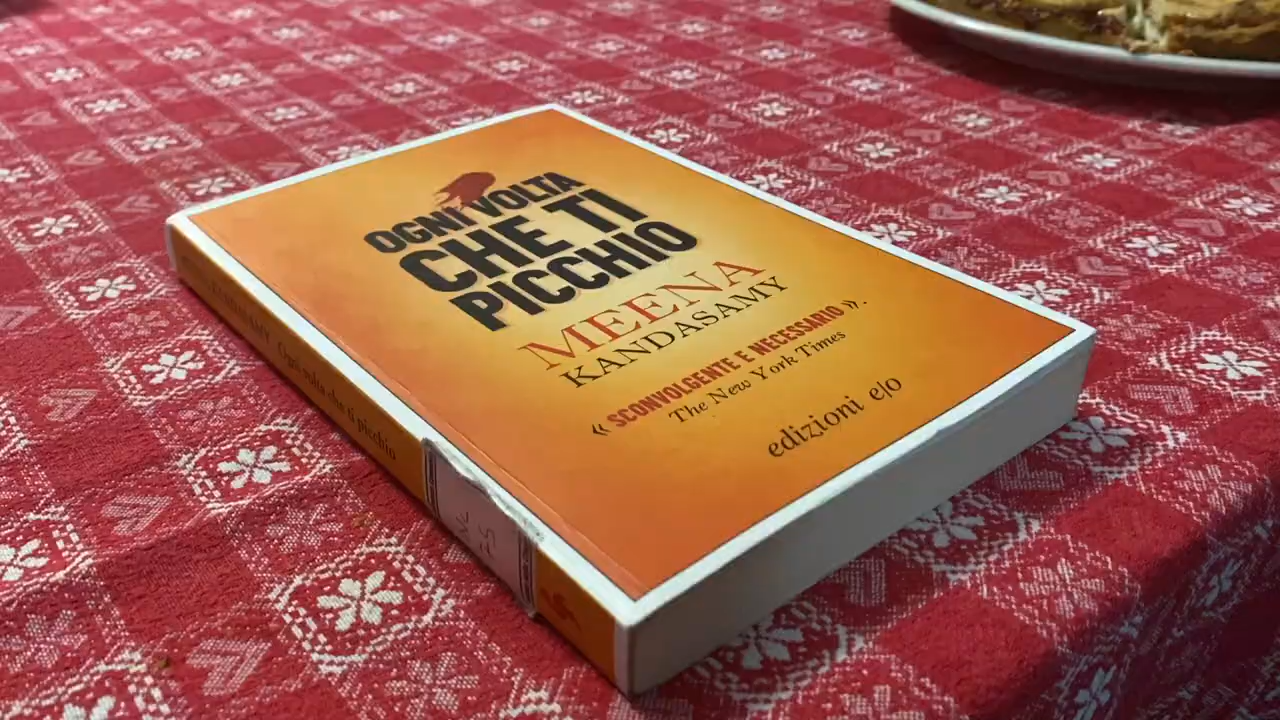 OGNI VOLTA
CHE TI
PICCHIO
MEENA
KANDASAMY
« SCONVOLGENTE E NECESSARIO ».
The New York Times
edizioni e/o
KANDASAMY Ogni volta che ti picchio